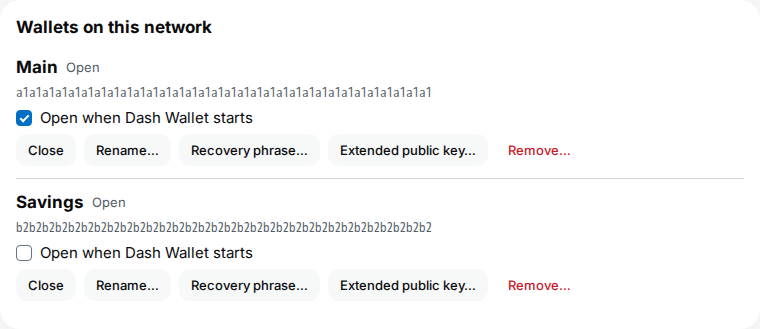 Wallets on this network
Main Open
a1a1a1a1a1a1a1a1a1a1a1a1a1a1a1a1a1a1a1a1a1a1a1a1a1a1a1a1a1a1a1a1
Open when Dash Wallet starts
Close Rename... Recovery phrase... Extended public key... Remove...
Savings Open
b2b2b2b2b2b2b2b2b2b2b2b2b2b2b2b2b2b2b2b2b2b2b2b2b2b2b2b2b2b2b2b2
Open when Dash Wallet starts
Close Rename... Recovery phrase... Extended public key... Remove...